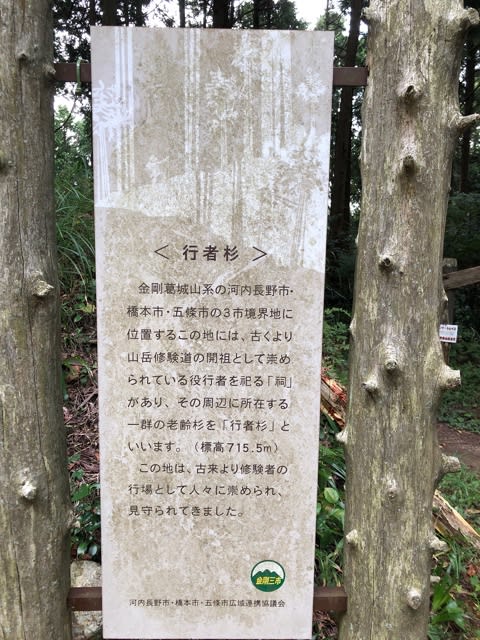 ＜ 行者杉 ＞
金剛葛城山系の河内長野市・
橋本市・五條市の3市境界地に
位置するこの地には、古くより
山岳修験道の開祖として崇め
られている役行者を祀る「祠」
があり、その周辺に所在する
一群の老齢杉を「行者杉」と
いいます。（標高715.5m）
この地は、古来より修験者の
行場として人々に崇められ、
見守られてきました。
金剛三市
河内長野市・橋本市・五條市広域連携協議会